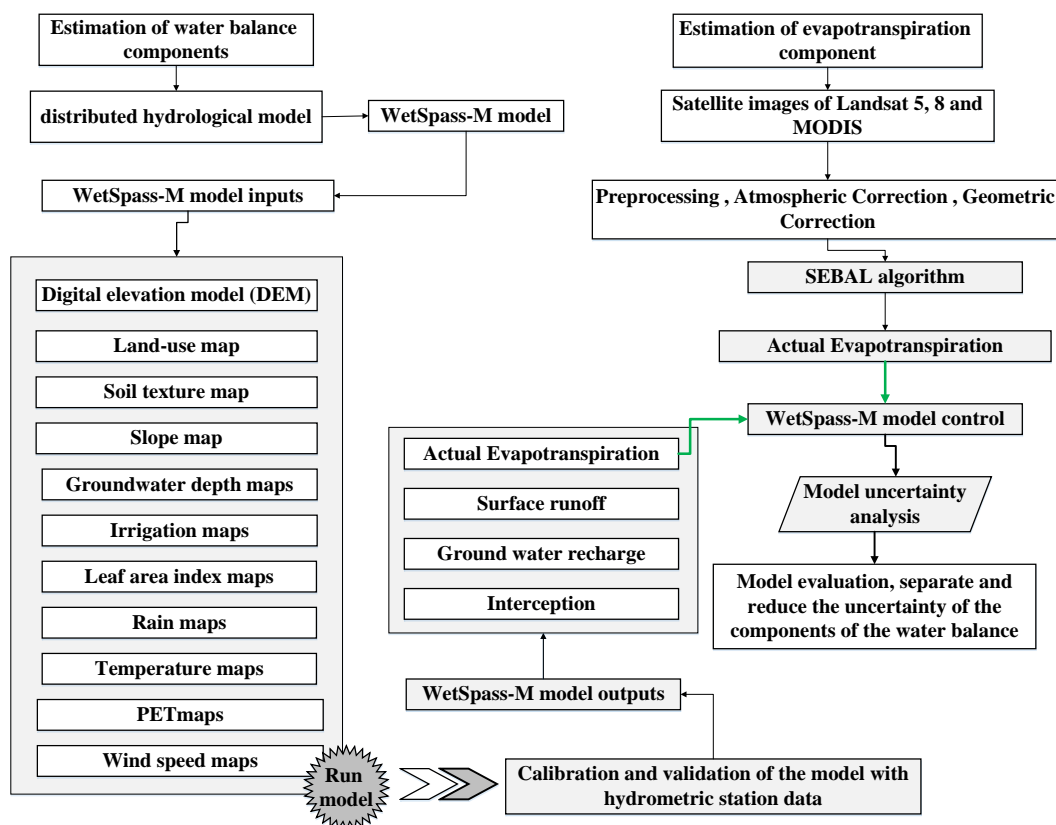 Estimation of water balance
components
distributed hydrological model
WetSpass-M model
WetSpass-M model inputs
Digital elevation model (DEM)
Land-use map
Soil texture map
Slope map
Groundwater depth maps
Irrigation maps
Leaf area index maps
Rain maps
Temperature maps
PETmaps
Wind speed maps
Run
model
Calibration and validation of the model with
hydrometric station data
WetSpass-M model outputs
Actual Evapotranspiration
Surface runoff
Ground water recharge
Interception
Estimation of evapotranspiration
component
Satellite images of Landsat 5, 8 and
MODIS
Preprocessing , Atmospheric Correction , Geometric
Correction
SEBAL algorithm
Actual Evapotranspiration
WetSpass-M model control
Model uncertainty
analysis
Model evaluation, separate and
reduce the uncertainty of the
components of the water balance